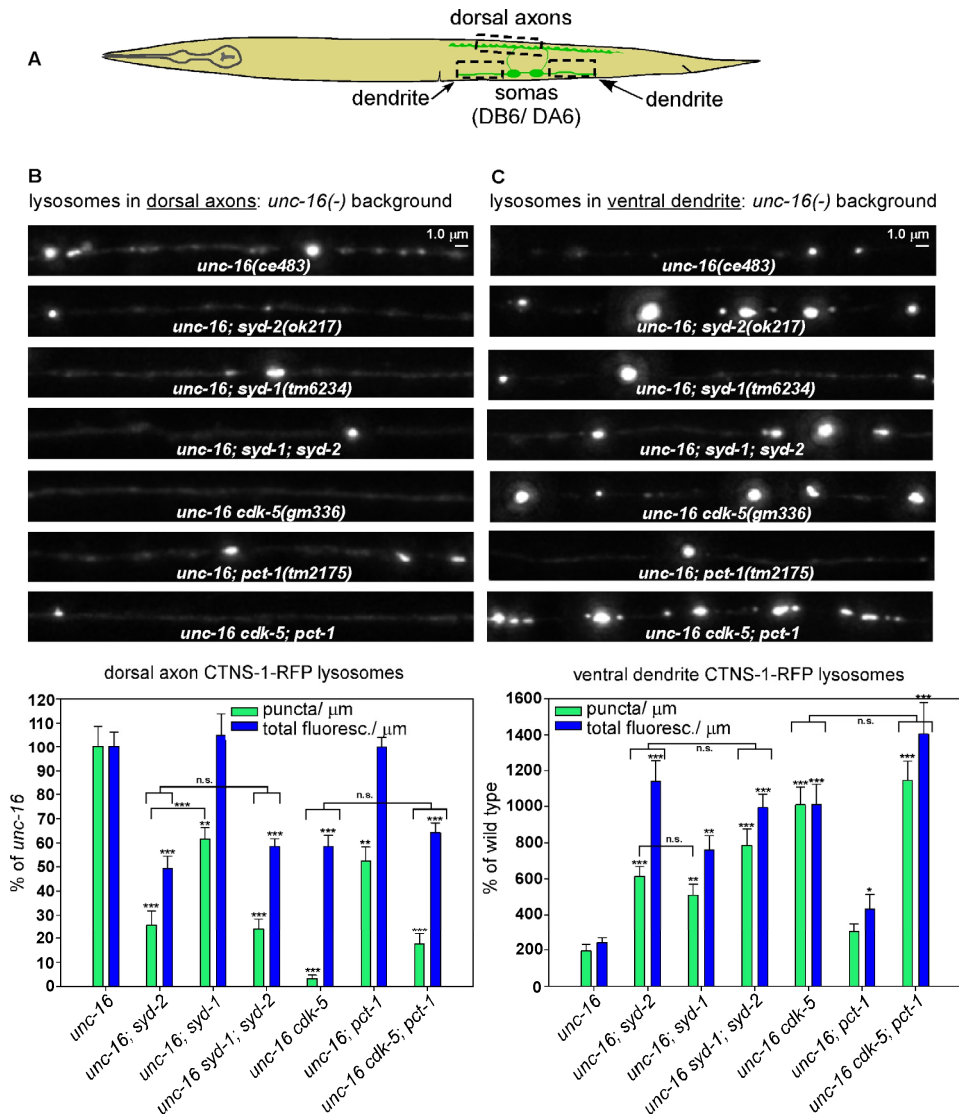 dorsal axons
A
dendrite
somas
(DB6/ DA6)
dendrite
B
lysosomes in dorsal axons: unc-16(-) background
1.0 μm
unc-16(ce483)
unc-16; syd-2(ok217)
unc-16; syd-1(tm6234)
unc-16; syd-1; syd-2
unc-16 cdk-5(gm336)
unc-16; pct-1(tm2175)
unc-16 cdk-5; pct-1
dorsal axon CTNS-1-RFP lysosomes
puncta/ μm
total fluoresc./ μm
% of unc-16
120
110
100
90
80
70
60
50
40
30
20
10
0
n.s.
n.s.
***
***
***
**
***
***
***
***
**
***
***
unc-16
unc-16; syd-2
unc-16; syd-1
unc-16 syd-1; syd-2
unc-16 cdk-5
unc-16; pct-1
unc-16 cdk-5; pct-1
C
lysosomes in ventral dendrite: unc-16(-) background
1.0 μm
unc-16(ce483)
unc-16; syd-2(ok217)
unc-16; syd-1(tm6234)
unc-16; syd-1; syd-2
unc-16 cdk-5(gm336)
unc-16; pct-1(tm2175)
unc-16 cdk-5; pct-1
ventral dendrite CTNS-1-RFP lysosomes
puncta/ μm
total fluoresc./ μm
% of wild type
1600
1400
1200
1000
800
600
400
200
0
n.s.
n.s.
n.s.
***
***
**
**
***
***
***
***
*
***
***
unc-16
unc-16; syd-2
unc-16; syd-1
unc-16 syd-1; syd-2
unc-16 cdk-5
unc-16; pct-1
unc-16 cdk-5; pct-1